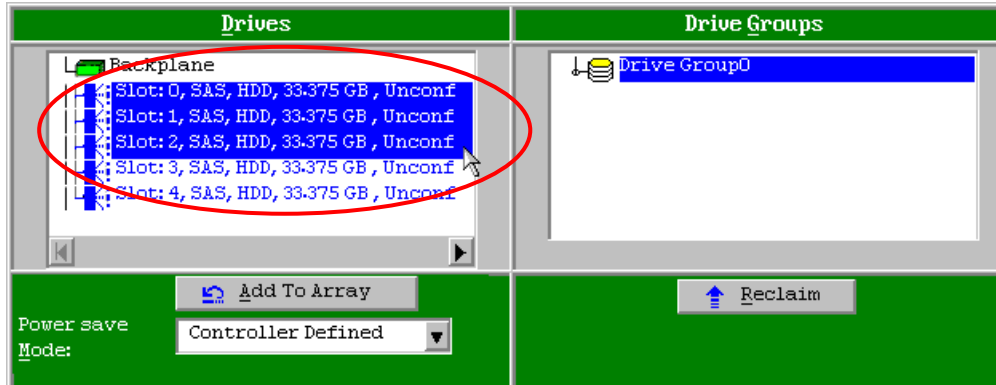 Drives
Drive Groups
Backplane
Slot: 0, SAS, HDD, 33.375 GB , Unconf
Slot: 1, SAS, HDD, 33.375 GB , Unconf
Slot: 2, SAS, HDD, 33.375 GB , Unconf
Slot: 3, SAS, HDD, 33.375 GB , Unconf
Slot: 4, SAS, HDD, 33.375 GB , Unconf
Drive Group0
Add To Array
Reclaim
Power save
Mode:
Controller Defined